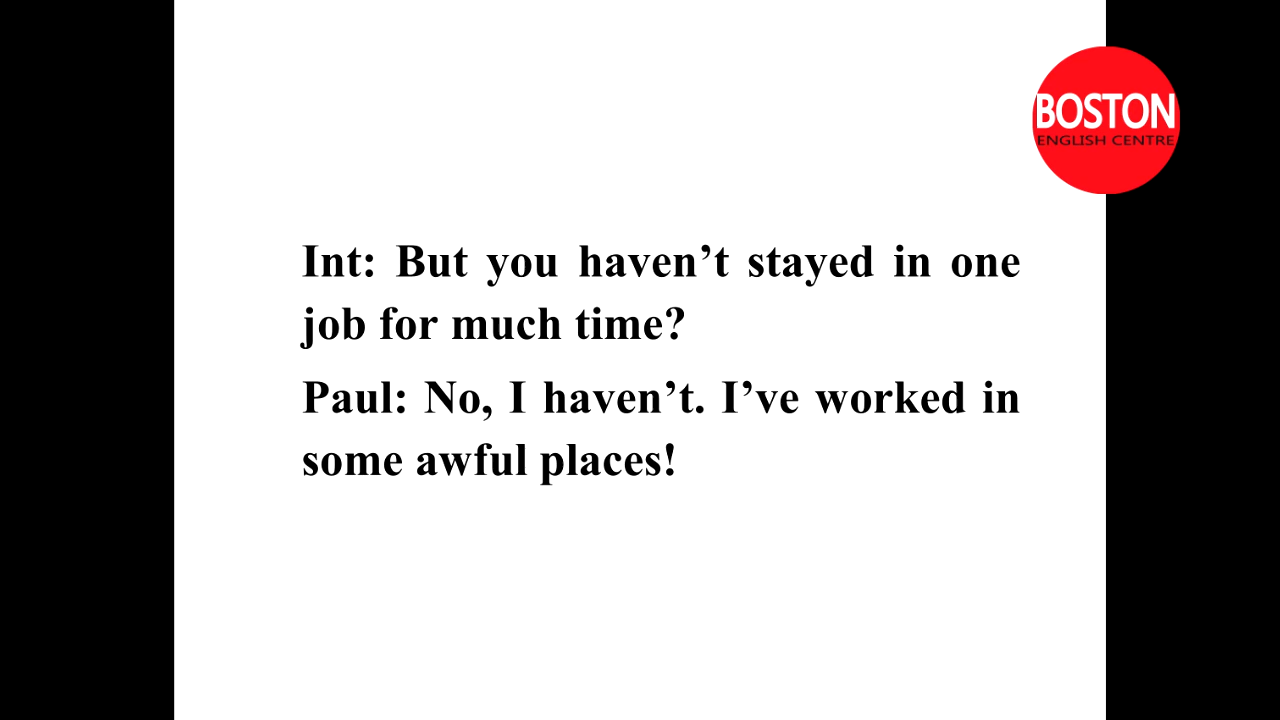 BOSTON
ENGLISH CENTRE
Int: But you haven’t stayed in one
job for much time?
Paul: No, I haven’t. I’ve worked in
some awful places!